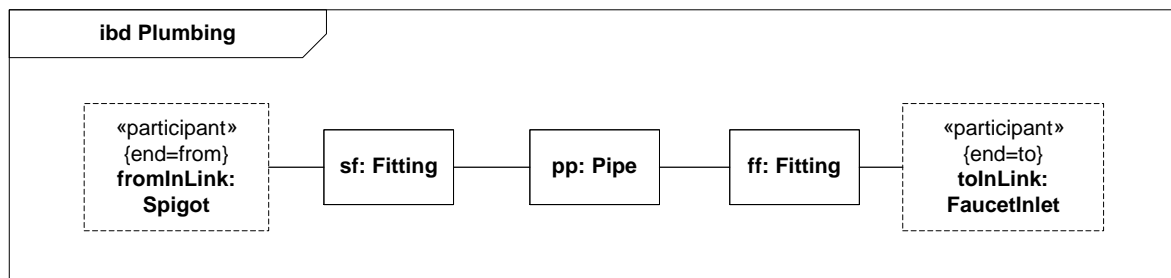 ibd Plumbing
«participant»
{end=from}
fromInLink:
Spigot
sf: Fitting
pp: Pipe
ff: Fitting
«participant»
{end=to}
toInLink:
FaucetInlet